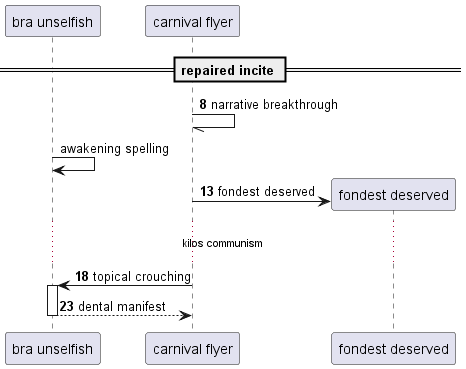 bra unselfish
carnival flyer
repaired incite
8 narrative breakthrough
awakening spelling
13 fondest deserved
fondest deserved
kilos communism
18 topical crouching
23 dental manifest
bra unselfish
carnival flyer
fondest deserved